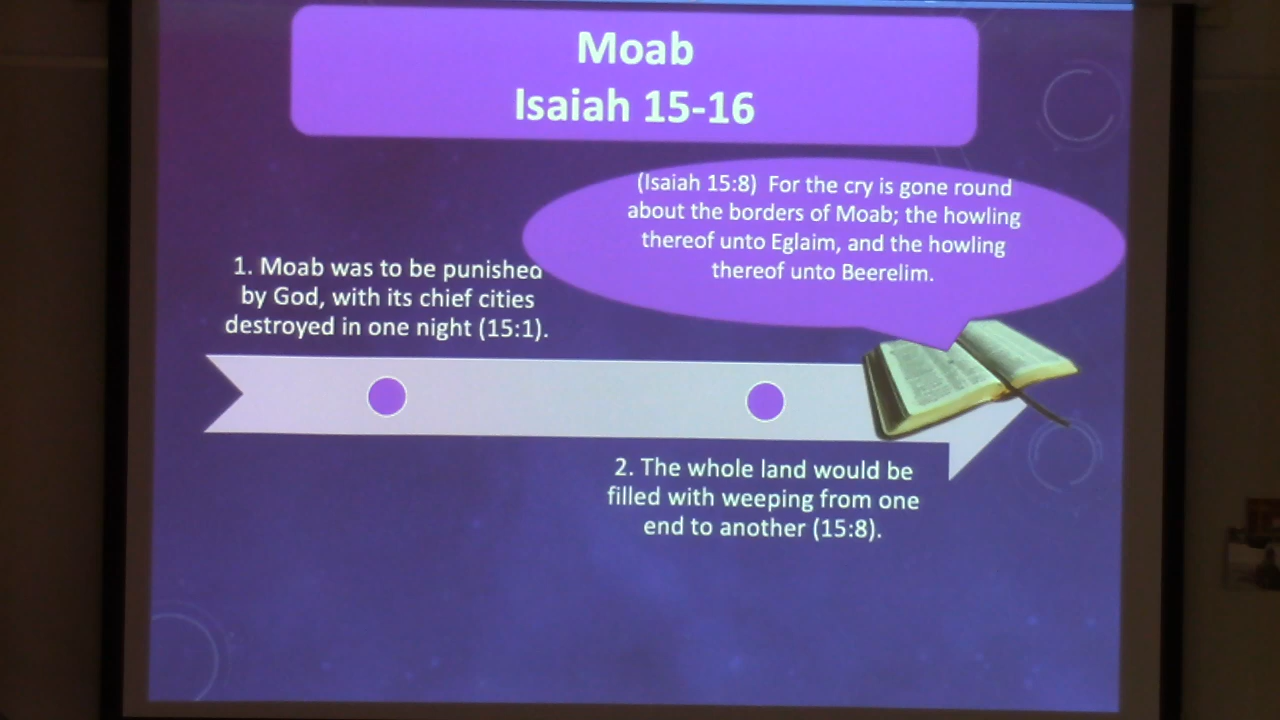 Moab
Isaiah 15-16
(Isaiah 15:8) For the cry is gone round
about the borders of Moab; the howling
thereof unto Eglaim, and the howling
thereof unto Beerelim.
1. Moab was to be punished
by God, with its chief cities
destroyed in one night (15:1).
2. The whole land would be
filled with weeping from one
end to another (15:8).